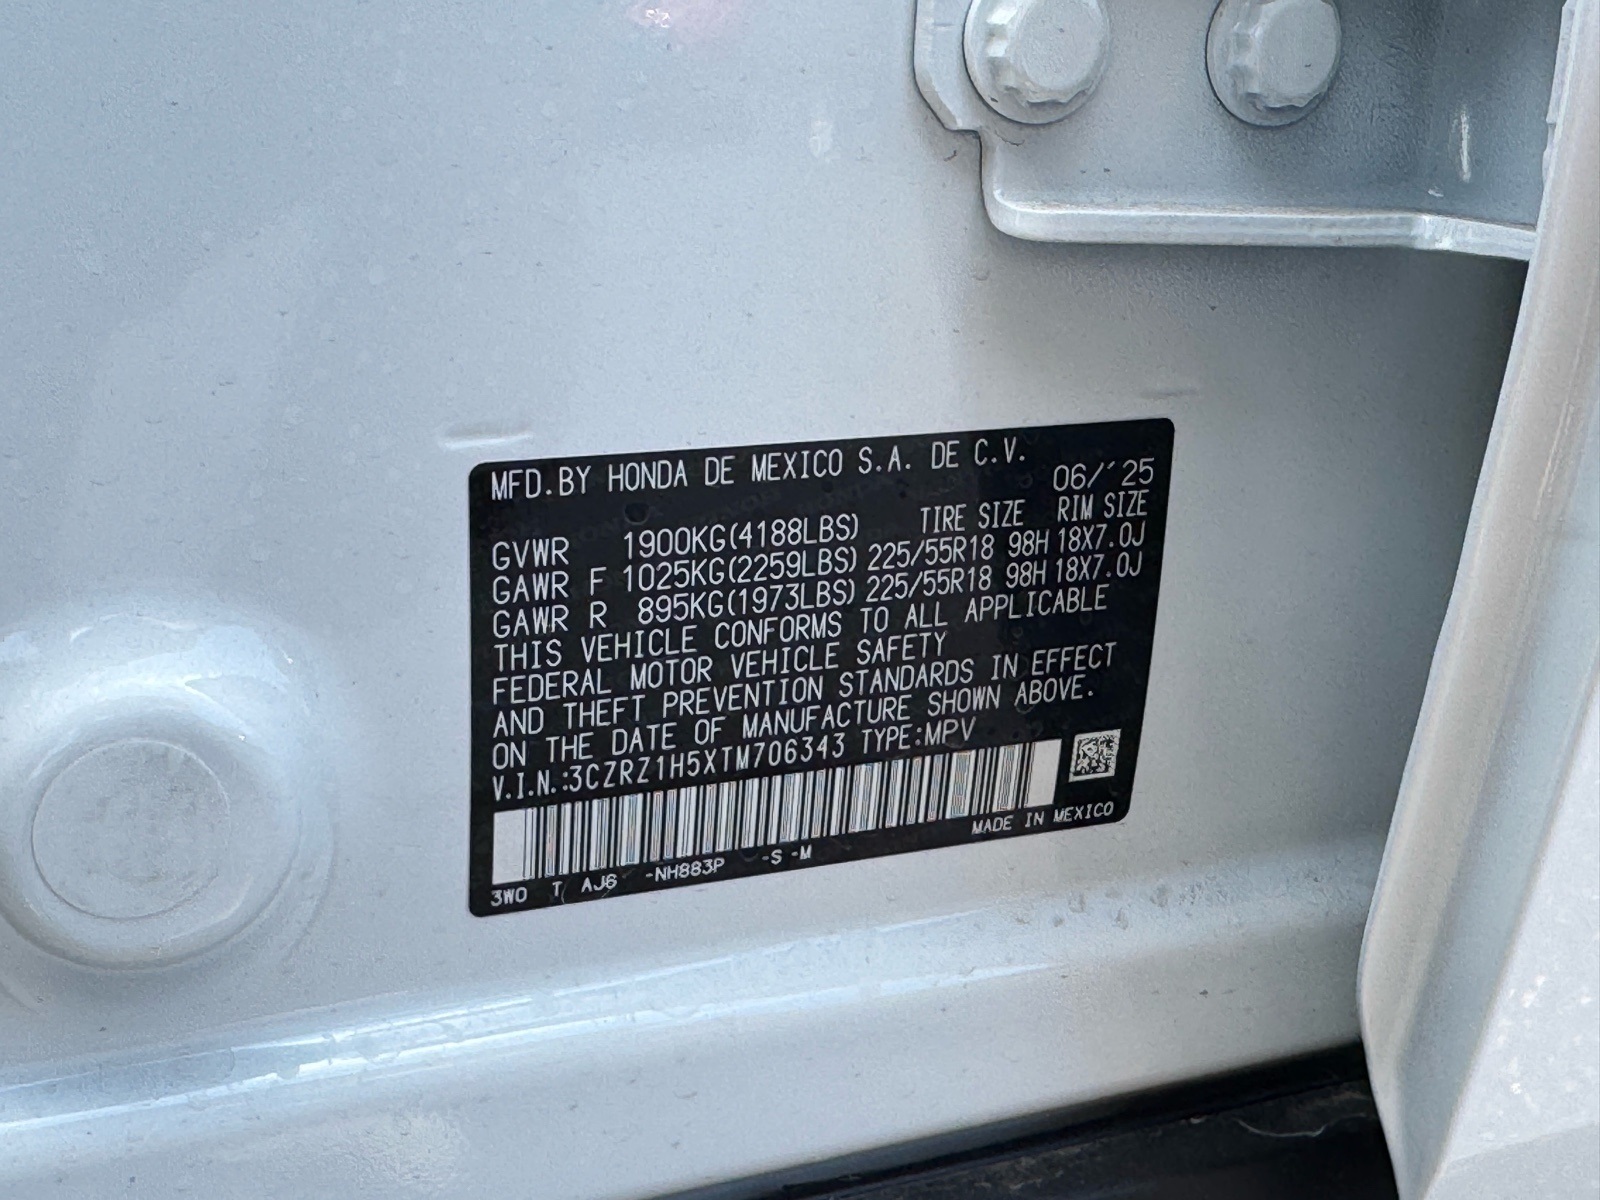 MFD.BY HONDA DE MEXICO S.A. DE C.V.
06/'25
TIRE SIZE RIM SIZE
GVWR 1900KG(4188LBS)
GAWR F 1025KG(2259LBS) 225/55R18 98H 18X7.0J
GAWR R 895KG(1973LBS) 225/55R18 98H 18X7.0J
THIS VEHICLE CONFORMS TO ALL APPLICABLE
FEDERAL MOTOR VEHICLE SAFETY
AND THEFT PREVENTION STANDARDS IN EFFECT
ON THE DATE OF MANUFACTURE SHOWN ABOVE.
V.I.N.:3CZRZ1H5XTM706343 TYPE:MPV
MADE IN MEXICO
3W0 T AJ6 -NH883P -S -M